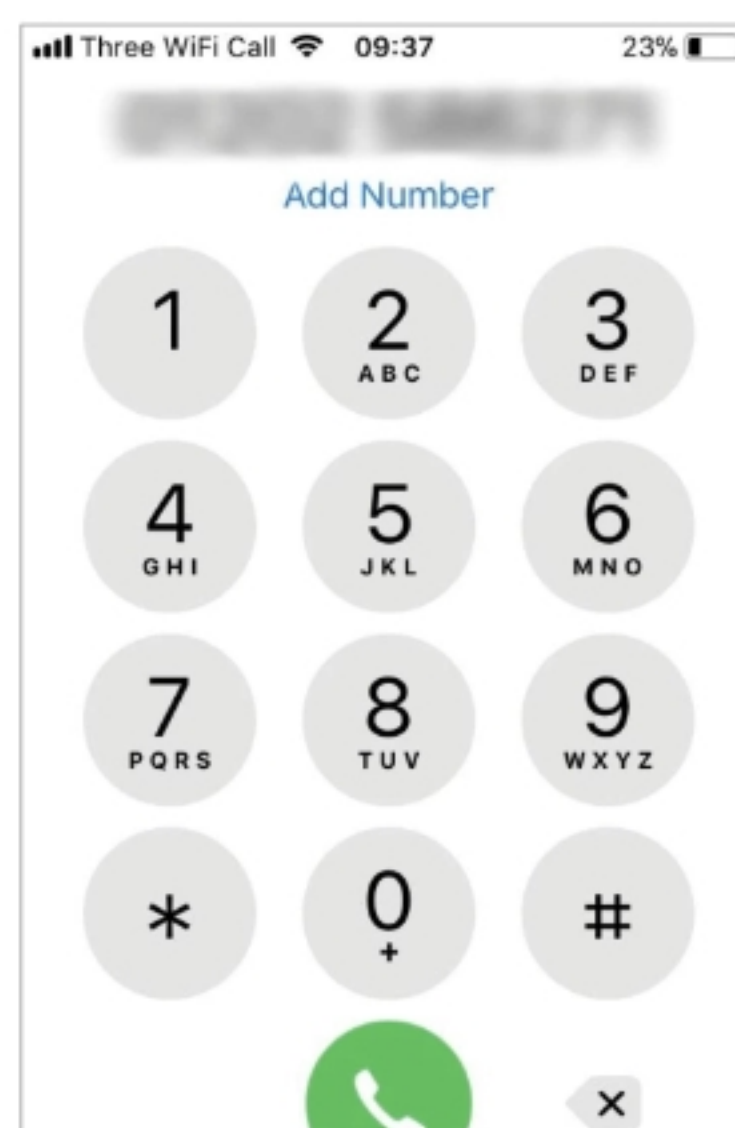 Three WiFi Call 09:37 23%
Add Number
1 2 3
ABC DEF
4 5 6
GHI JKL MNO
7 8 9
PQRS TUV WXYZ
* 0 #
+